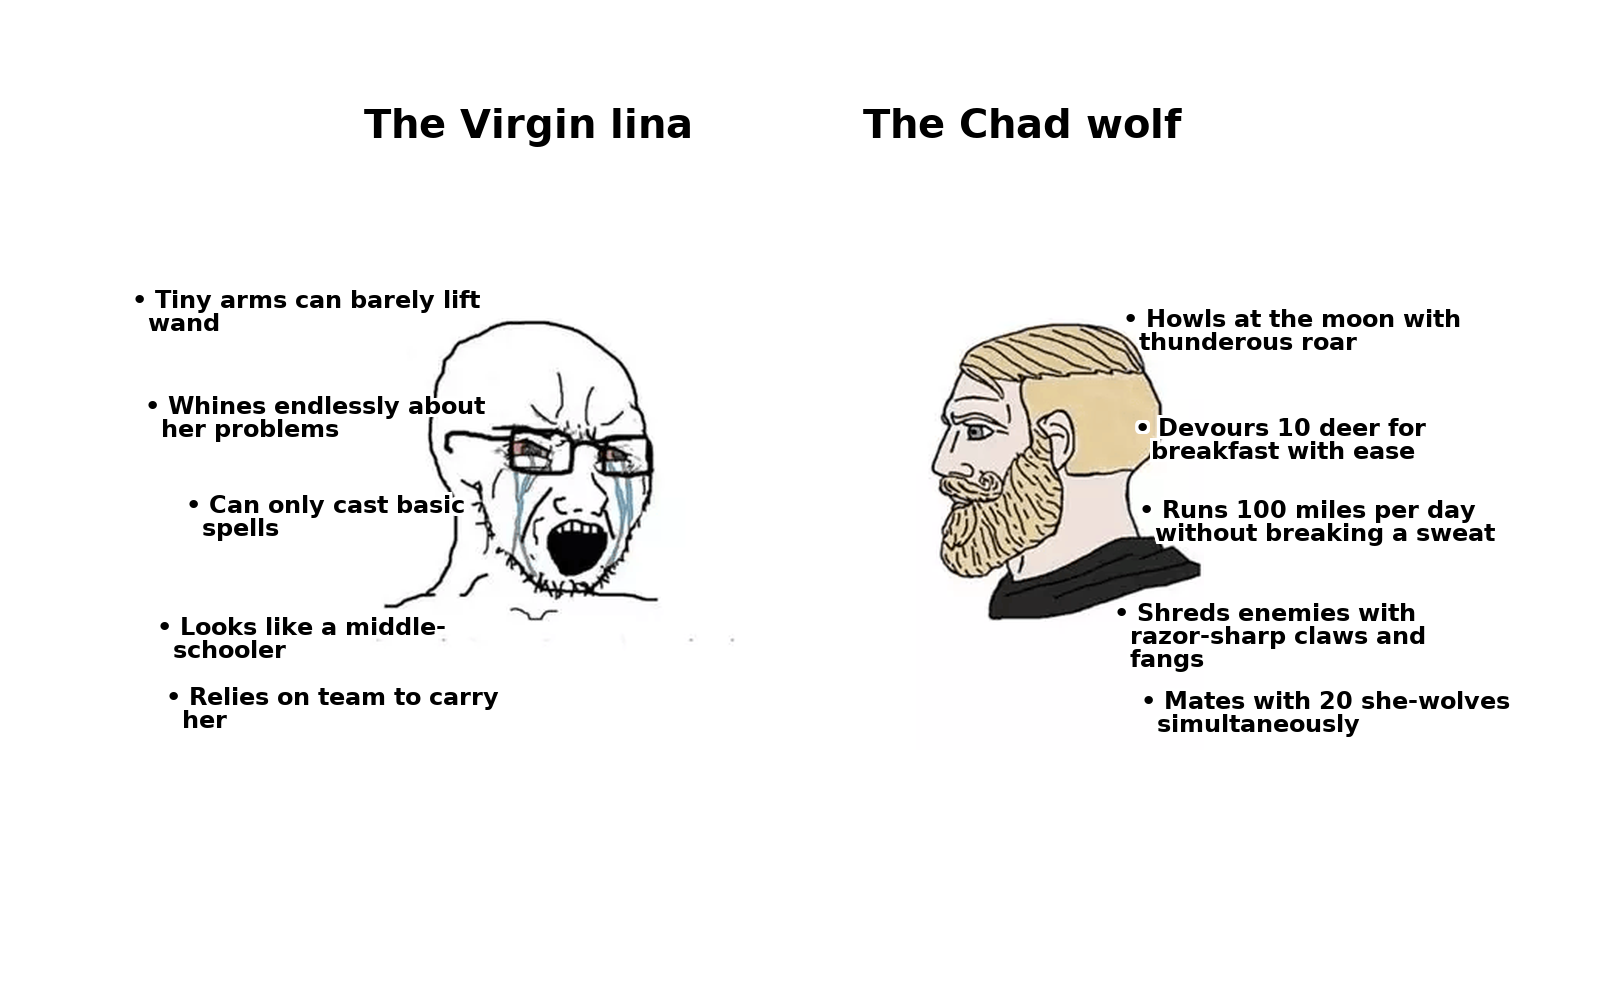 The Virgin lina
The Chad wolf
• Tiny arms can barely lift
wand
• Whines endlessly about
her problems
• Can only cast basic
spells
• Looks like a middle-
schooler
• Relies on team to carry
her
• Howls at the moon with
thunderous roar
• Devours 10 deer for
breakfast with ease
• Runs 100 miles per day
without breaking a sweat
• Shreds enemies with
razor-sharp claws and
fangs
• Mates with 20 she-wolves
simultaneously